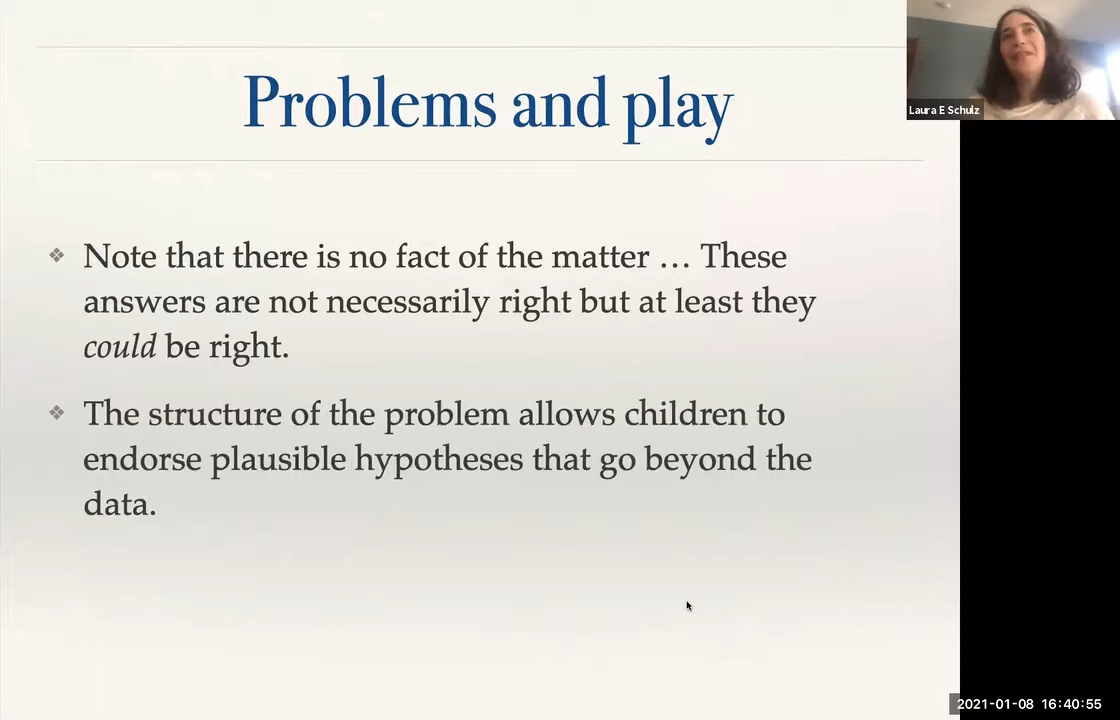 Problems and play
Laura E Schulz
❖ Note that there is no fact of the matter … These
answers are not necessarily right but at least they
could be right.
❖ The structure of the problem allows children to
endorse plausible hypotheses that go beyond the
data.
2021-01-08 16:40:55